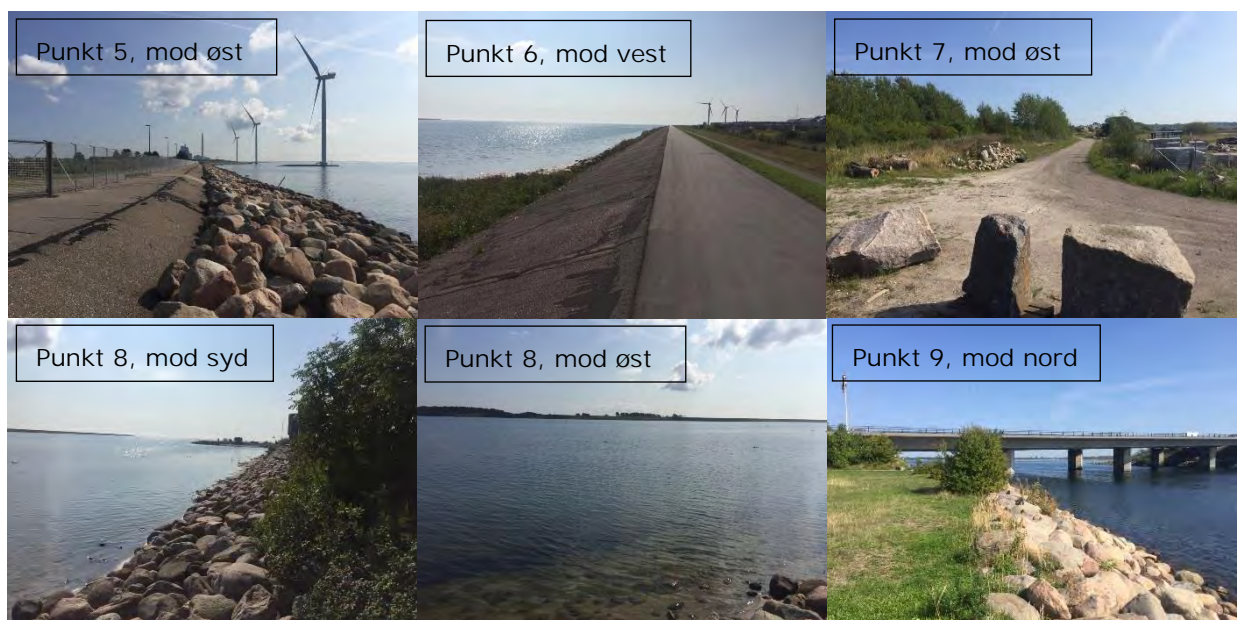 Punkt 5, mod øst
Punkt 6, mod vest
Punkt 7, mod øst
Punkt 8, mod syd
Punkt 8, mod øst
Punkt 9, mod nord